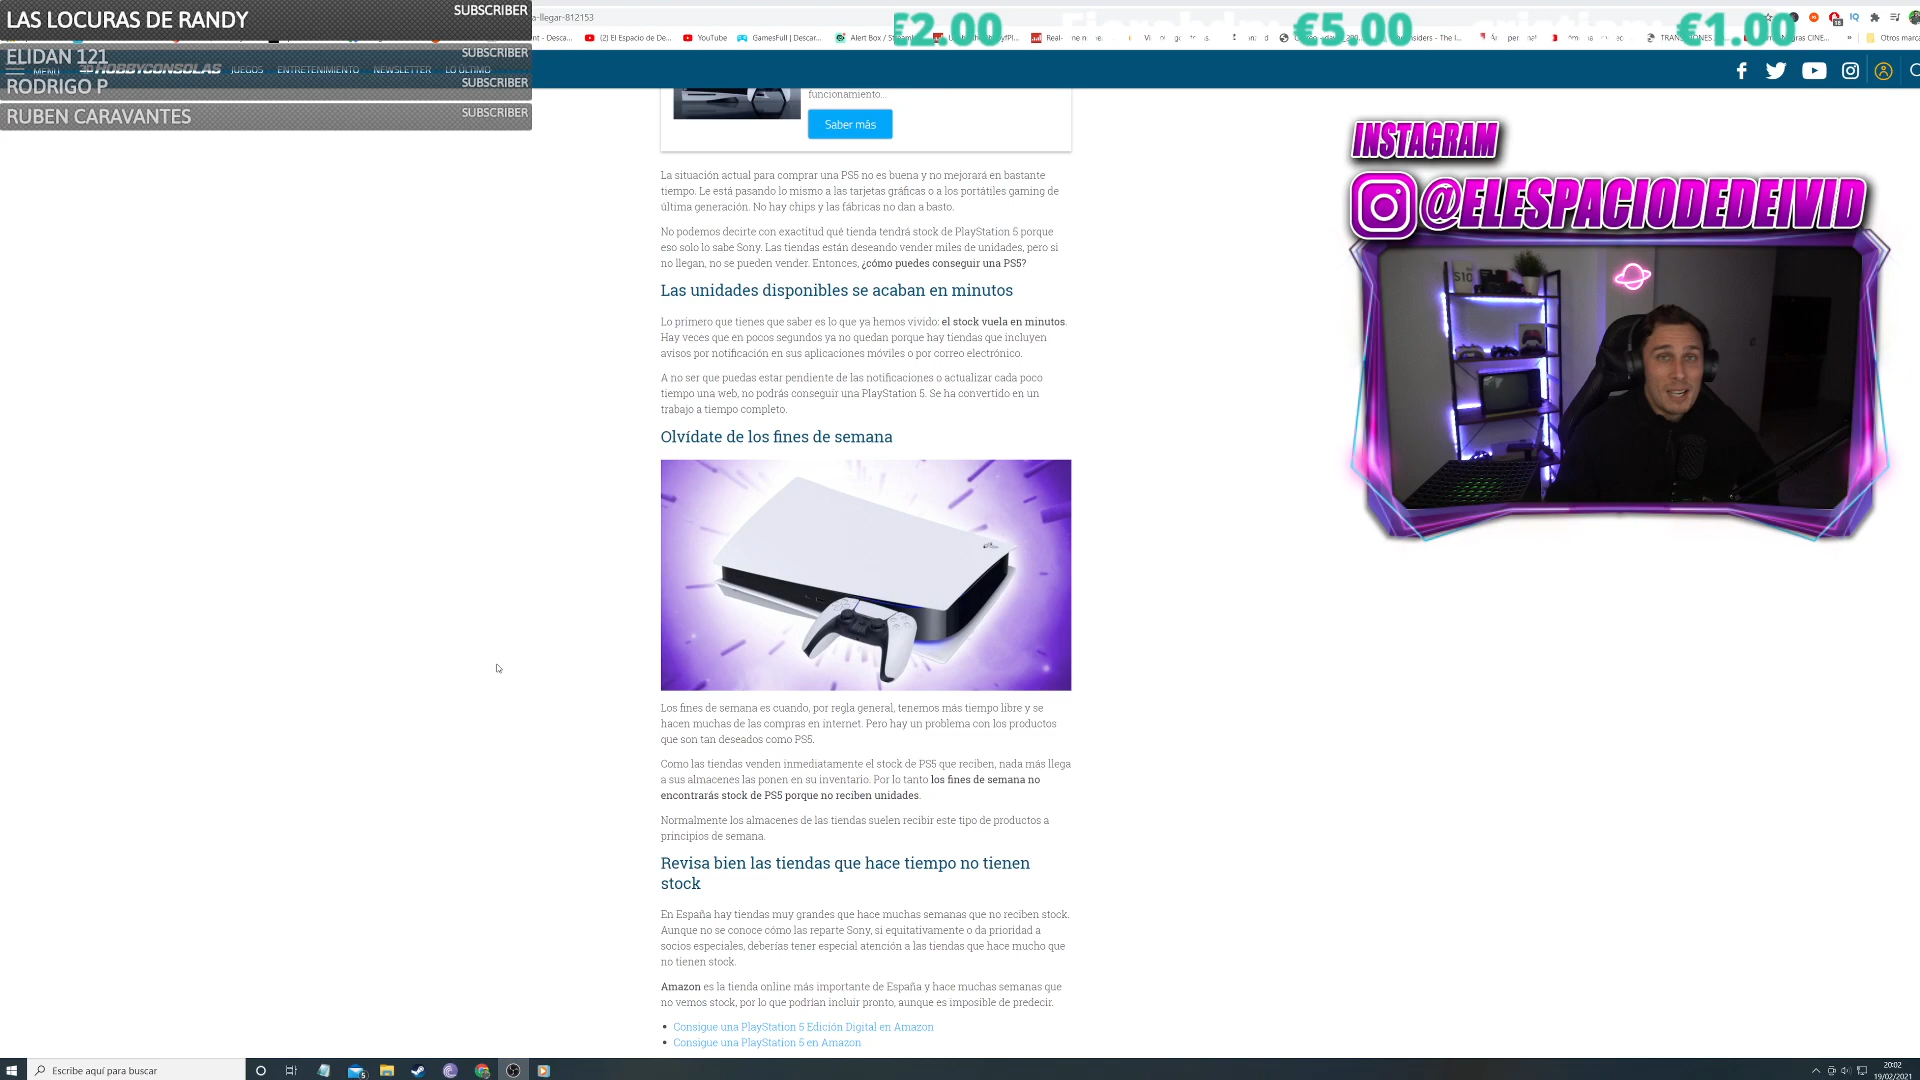 LAS LOCURAS DE RANDY
SUBSCRIBER
ELIDAN 121
SUBSCRIBER
RODRIGO P
SUBSCRIBER
RUBEN CARAVANTES
SUBSCRIBER
a-llegar-812153
€2.00
€5.00
€1.00
(2) El Espacio de De...
YouTube
GamesFull | Descar...
Alert Box / Streaml
Otros marca
MENÚ
HOBBYCONSOLAS
JUEGOS
ENTRETENIMIENTO
NEWSLETTER
LO ÚLTIMO
funcionamiento...
Saber más
INSTAGRAM
@ELESPACIODEDEIVID
La situación actual para comprar una PS5 no es buena y no mejorará en bastante
tiempo. Le está pasando lo mismo a las tarjetas gráficas o a los portátiles gaming de
última generación. No hay chips y las fábricas no dan a basto.
No podemos decirte con exactitud qué tienda tendrá stock de PlayStation 5 porque
eso solo lo sabe Sony. Las tiendas están deseando vender miles de unidades, pero si
no llegan, no se pueden vender. Entonces, ¿cómo puedes conseguir una PS5?
Las unidades disponibles se acaban en minutos
Lo primero que tienes que saber es lo que ya hemos vivido: el stock vuela en minutos.
Hay veces que en pocos segundos ya no quedan porque hay tiendas que incluyen
avisos por notificación en sus aplicaciones móviles o por correo electrónico.
A no ser que puedas estar pendiente de las notificaciones o actualizar cada poco
tiempo una web, no podrás conseguir una PlayStation 5. Se ha convertido en un
trabajo a tiempo completo.
Olvídate de los fines de semana
Los fines de semana es cuando, por regla general, tenemos más tiempo libre y se
hacen muchas de las compras en internet. Pero hay un problema con los productos
que son tan deseados como PS5.
Como las tiendas venden inmediatamente el stock de PS5 que reciben, nada más llega
a sus almacenes las ponen en su inventario. Por lo tanto los fines de semana no
encontrarás stock de PS5 porque no reciben unidades.
Normalmente los almacenes de las tiendas suelen recibir este tipo de productos a
principios de semana.
Revisa bien las tiendas que hace tiempo no tienen
stock
En España hay tiendas muy grandes que hace muchas semanas que no reciben stock.
Aunque no se conoce cómo las reparte Sony, si equitativamente o da prioridad a
socios especiales, deberías tener especial atención a las tiendas que hace mucho que
no tienen stock.
Amazon es la tienda online más importante de España y hace muchas semanas que
no vemos stock, por lo que podrían incluir pronto, aunque es imposible de predecir.
Consigue una PlayStation 5 Edición Digital en Amazon
Consigue una PlayStation 5 en Amazon
Escribe aquí para buscar
20:02
19/02/2021